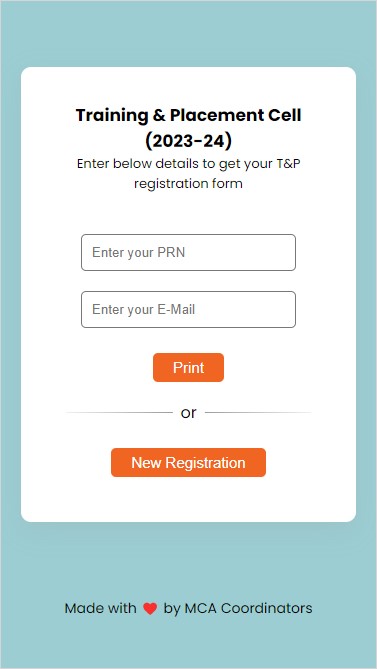 Training & Placement Cell
(2023-24)
Enter below details to get your T&P
registration form
Enter your PRN
Enter your E-Mail
Print
or
New Registration
Made with ❤️ by MCA Coordinators